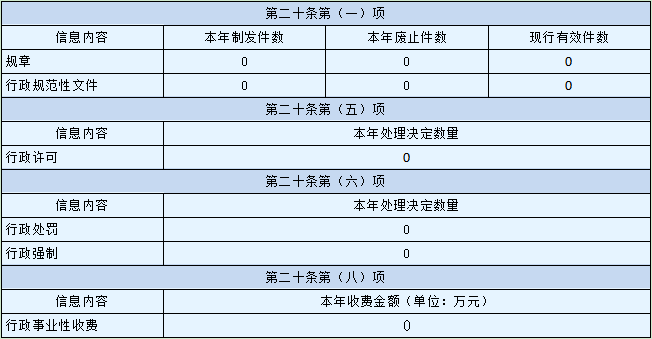 第二十条第（一）项
信息内容 本年制发件数 本年废止件数 现行有效件数
规章 0 0 0
行政规范性文件 0 0 0
第二十条第（五）项
信息内容 本年处理决定数量
行政许可 0
第二十条第（六）项
信息内容 本年处理决定数量
行政处罚 0
行政强制 0
第二十条第（八）项
信息内容 本年收费金额（单位：万元）
行政事业性收费 0